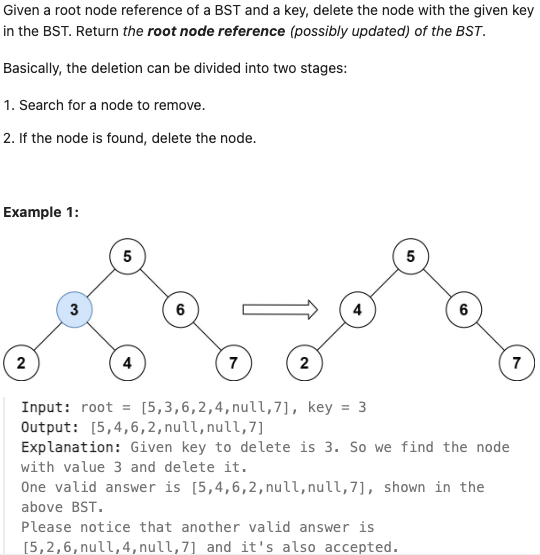 Given a root node reference of a BST and a key, delete the node with the given key
in the BST. Return the root node reference (possibly updated) of the BST.
Basically, the deletion can be divided into two stages:
1. Search for a node to remove.
2. If the node is found, delete the node.
Example 1:
5
5
3
6
4
6
2
4
7
2
7
Input: root = [5,3,6,2,4,null,7], key = 3
Output: [5,4,6,2,null,null,7]
Explanation: Given key to delete is 3. So we find the node
with value 3 and delete it.
One valid answer is [5,4,6,2,null,null,7], shown in the
above BST.
Please notice that another valid answer is
[5,2,6,null,4,null,7] and it's also accepted.